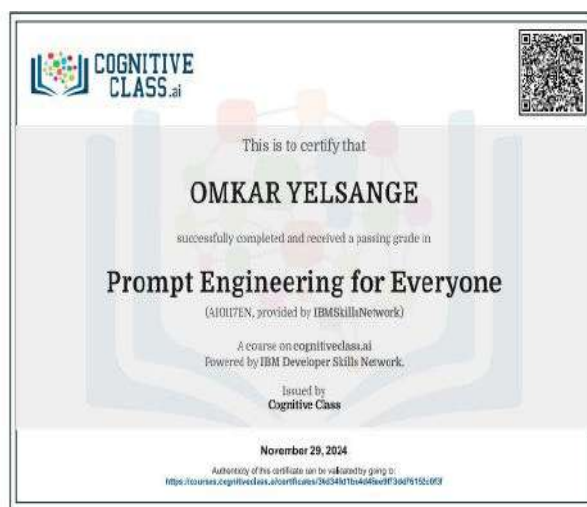 COGNITIVE
CLASS.ai
This is to certify that
OMKAR YELSANGE
successfully completed and received a passing grade in
Prompt Engineering for Everyone
(AI0117EN, provided by IBMSkillsNetwork)
A course on cognitiveclass.ai
Powered by IBM Developer Skills Network.
Issued by
Cognitive Class
November 29, 2024
Authenticity of this certificate can be validated by going to: